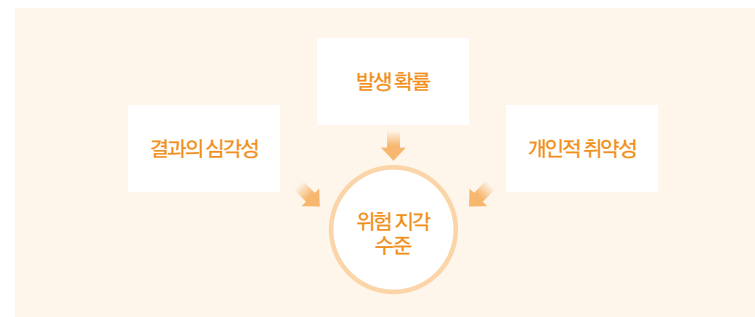 발생 확률
결과의 심각성
개인적 취약성
위험 지각
수준